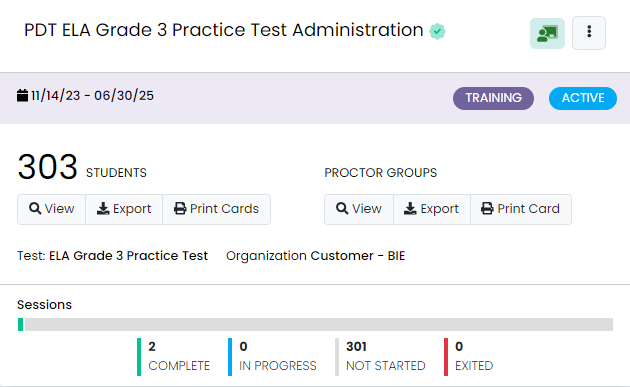 PDT ELA Grade 3 Practice Test Administration
11/14/23 - 06/30/25 TRAINING ACTIVE
303 STUDENTS PROCTOR GROUPS
View Export Print Cards View Export Print Card
Test: ELA Grade 3 Practice Test Organization Customer - BIE
Sessions
2 0 301 0
COMPLETE IN PROGRESS NOT STARTED EXITED